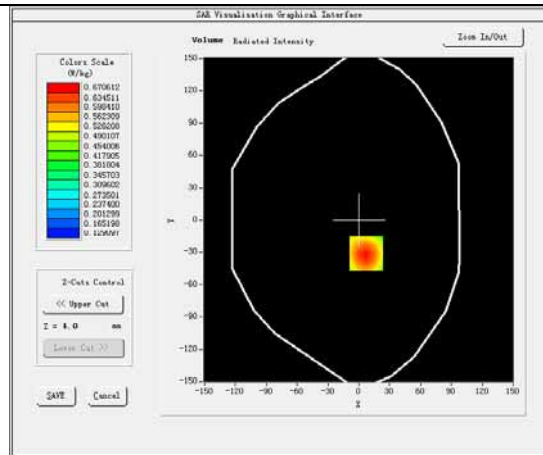 SAR Visualisation Graphical Interface
Volume Radiated Intensity
Zoom In/Out
Colors Scale
(W/kg)
0.670612
0.634511
0.598410
0.562309
0.526208
0.490107
0.454006
0.417905
0.381804
0.345703
0.309602
0.273501
0.237400
0.201299
0.165198
Z-Cuts Control
<< Upper Cut
Z = 4.0 mm
Lower Cut >>
SAVE
Cancel
150
120
90
60
30
0
-30
-60
-90
-120
-150
Y
-150 -120 -90 -60 -30 0 30 60 90 120 150
X